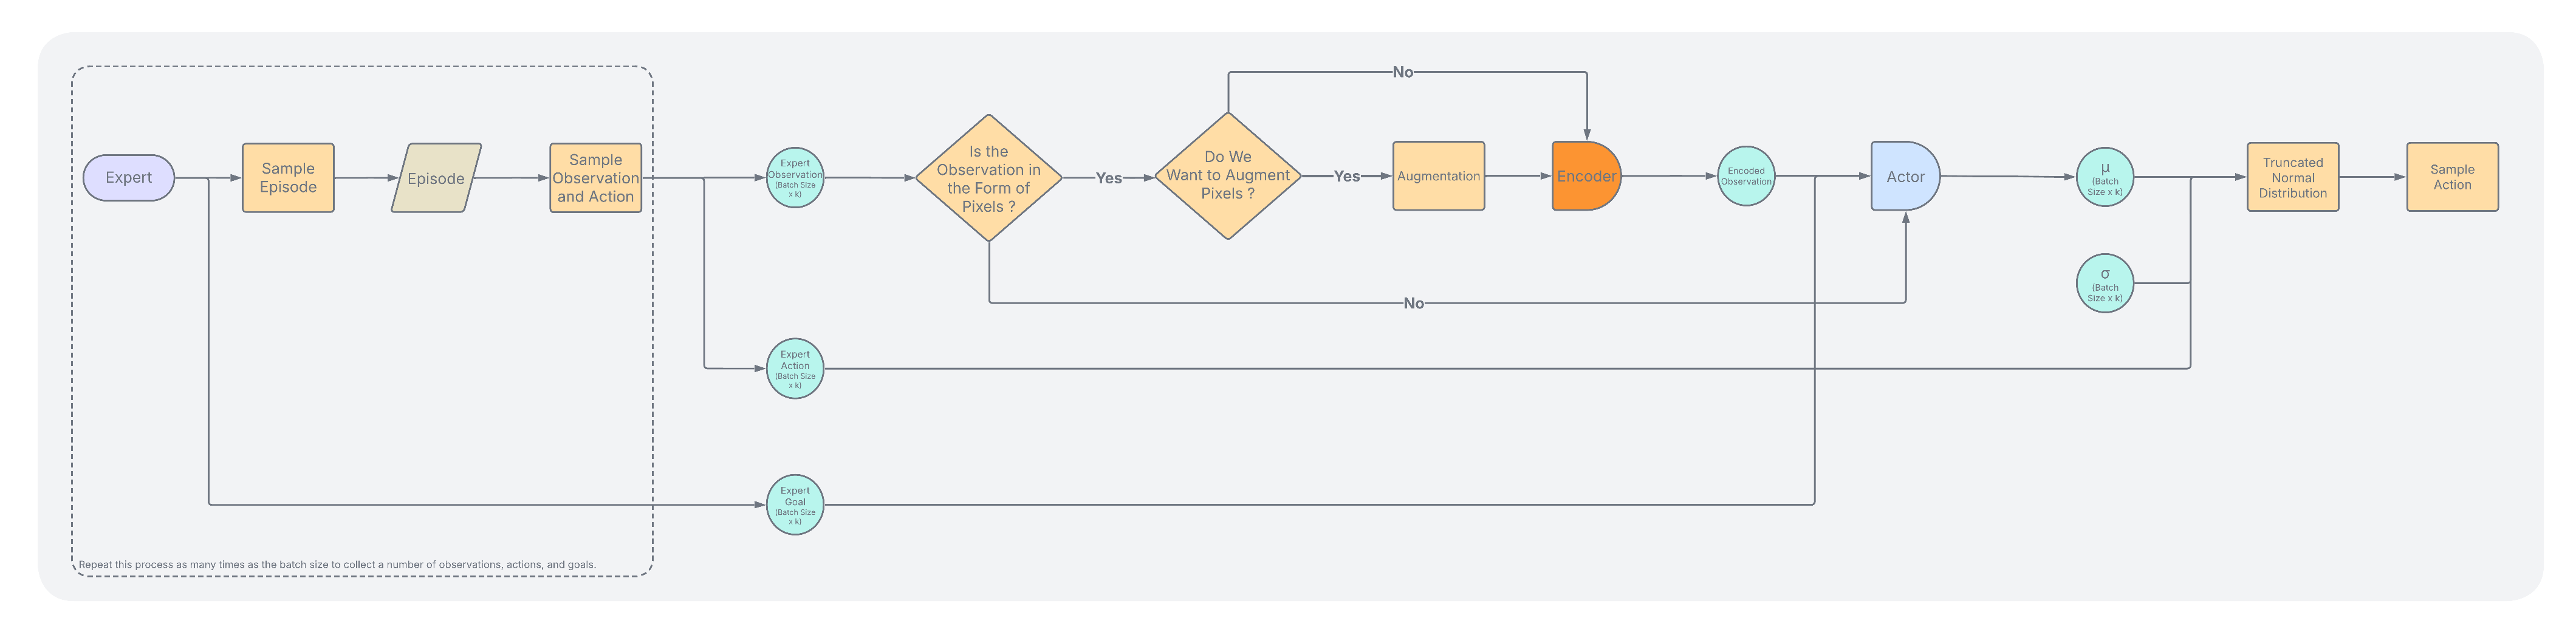 No
Expert
Sample
Episode
Episode
Sample
Observation
and Action
Expert
Observation
(Batch Size
x k)
Is the
Observation in
the Form of
Pixels ?
Yes
Do We
Want to Augment
Pixels ?
Yes
Augmentation
Encoder
Encoded
Observation
Actor
μ
(Batch
Size x k)
Truncated
Normal
Distribution
Sample
Action
σ
(Batch
Size x k)
No
Expert
Action
(Batch Size
x k)
Expert
Goal
(Batch Size
x k)
Repeat this process as many times as the batch size to collect a number of observations, actions, and goals.